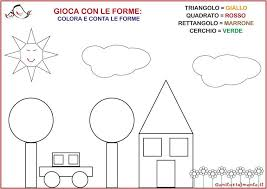 GIOCA CON LE FORME:
COLORA E CONTA LE FORME
TRIANGOLO = GIALLO
QUADRATO = ROSSO
RETTANGOLO = MARRONE
CERCHIO = VERDE